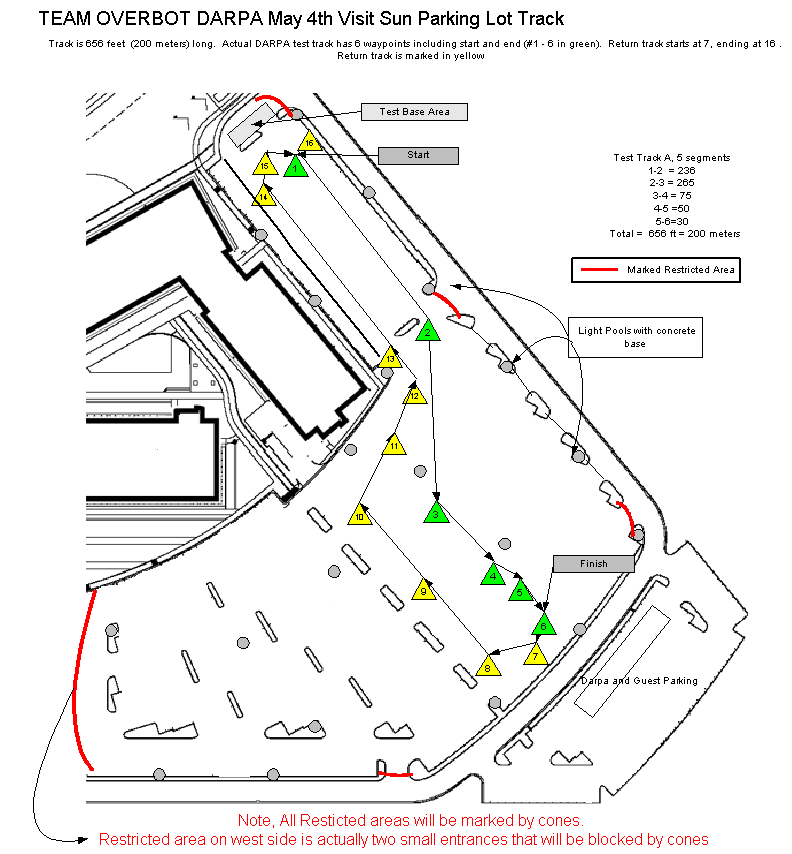 TEAM OVERBOT DARPA May 4th Visit Sun Parking Lot Track
Track is 656 feet (200 meters) long. Actual DARPA test track has 6 waypoints including start and end (#1 - 6 in green). Return track starts at 7, ending at 16 .
Return track is marked in yellow
Test Base Area
Start
16
15
1
14
Test Track A, 5 segments
1-2 = 236
2-3 = 265
3-4 = 75
4-5 =50
5-6=30
Total = 656 ft = 200 meters
Marked Restricted Area
Light Pools with concrete
base
2
13
12
11
10
3
Finish
4
5
9
6
7
8
Darpa and Guest Parking
Note, All Resticted areas will be marked by cones.
Restricted area on west side is actually two small entrances that will be blocked by cones